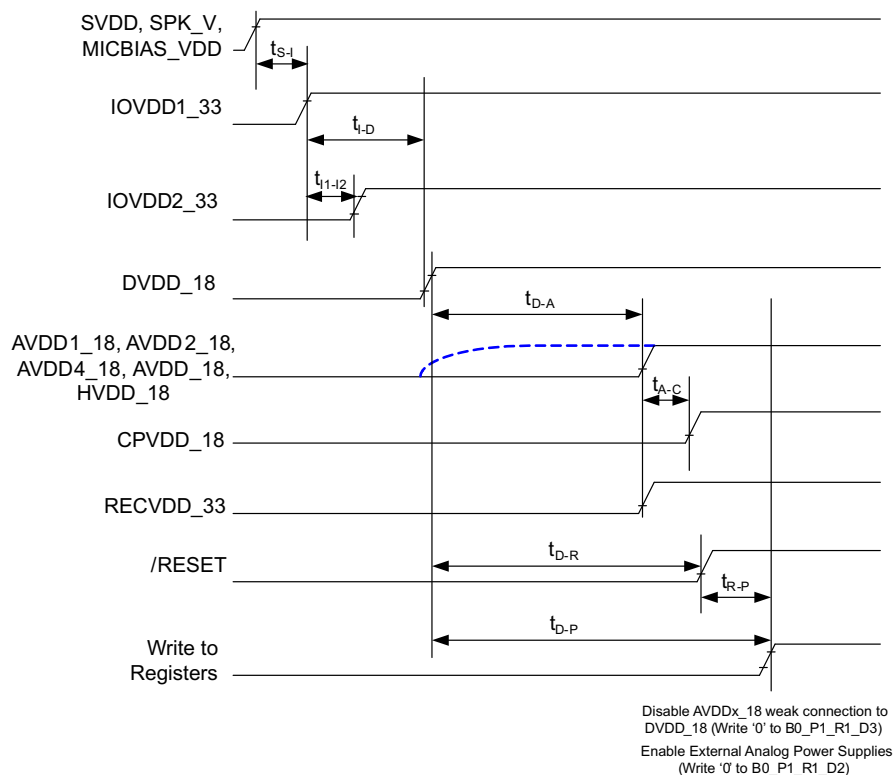 SVDD, SPK_V,
MICBIAS_VDD
tS-I
IOVDD1_33
tI-D
tI1-I2
IOVDD2_33
DVDD_18
tD-A
AVDD1_18, AVDD2_18,
AVDD4_18, AVDD_18,
HVDD_18
tA-C
CPVDD_18
RECVDD_33
tD-R
/RESET
tR-P
tD-P
Write to
Registers
Disable AVDDx_18 weak connection to
DVDD_18 (Write ‘0’ to B0_P1_R1_D3)
Enable External Analog Power Supplies
(Write ‘0’ to B0_P1_R1_D2)